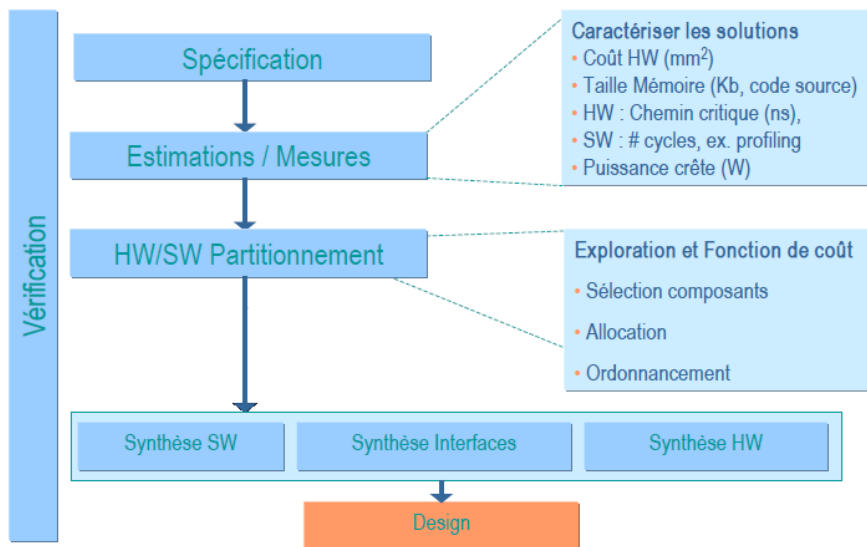 Vérification
Spécification
Estimations / Mesures
HW/SW Partitionnement
Caractériser les solutions
• Coût HW (mm²)
• Taille Mémoire (Kb, code source)
• HW : Chemin critique (ns),
• SW : # cycles, ex. profiling
• Puissance crête (W)
Exploration et Fonction de coût
• Sélection composants
• Allocation
• Ordonnancement
Synthèse SW
Synthèse Interfaces
Synthèse HW
Design